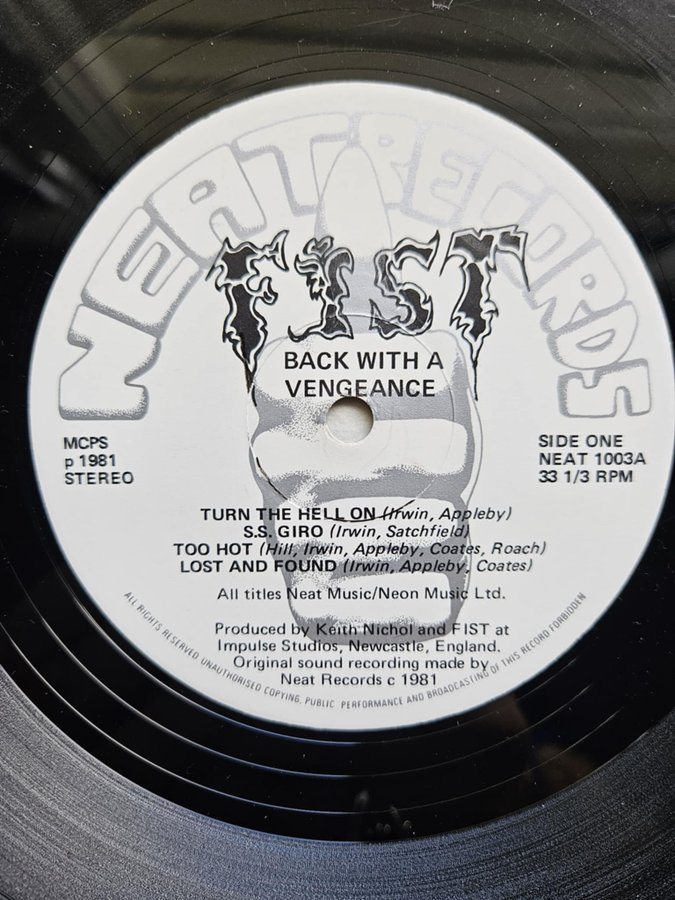 NEAT RECORDS
FIST
BACK WITH A
VENGEANCE
MCPS
p 1981
STEREO
SIDE ONE
NEAT 1003A
33 1/3 RPM
TURN THE HELL ON (Irwin, Appleby)
S.S. GIRO (Irwin, Satchfield)
TOO HOT (Hill, Irwin, Appleby, Coates, Roach)
LOST AND FOUND (Irwin, Appleby, Coates)
All titles Neat Music/Neon Music Ltd.
Produced by Keith Nichol and FIST at
Impulse Studios, Newcastle, England.
Original sound recording made by
Neat Records c 1981
ALL RIGHTS RESERVED UNAUTHORISED COPYING, PUBLIC PERFORMANCE AND BROADCASTING OF THIS RECORD FORBIDDEN